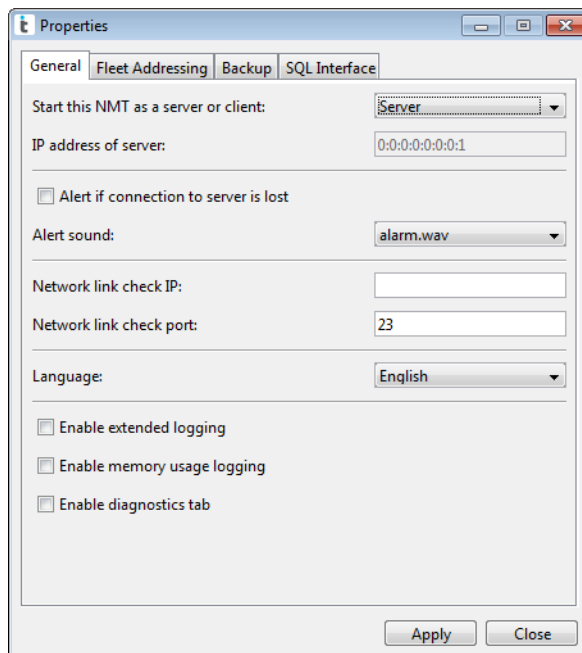 Properties
General Fleet Addressing Backup SQL Interface
Start this NMT as a server or client: Server
IP address of server: 0:0:0:0:0:0:0:1
Alert if connection to server is lost
Alert sound: alarm.wav
Network link check IP:
Network link check port: 23
Language: English
Enable extended logging
Enable memory usage logging
Enable diagnostics tab
Apply Close